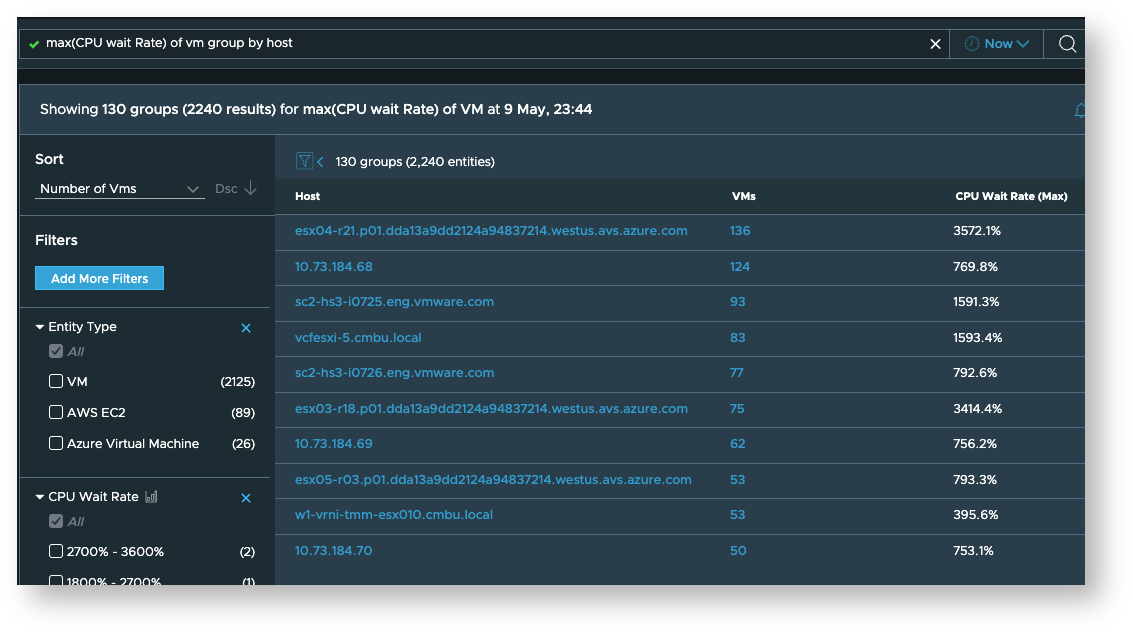 max(CPU wait Rate) of vm group by host
Now
Showing 130 groups (2240 results) for max(CPU wait Rate) of VM at 9 May, 23:44
Sort
Number of Vms Dsc
Filters
Add More Filters
Entity Type
All
VM (2125)
AWS EC2 (89)
Azure Virtual Machine (26)
CPU Wait Rate
All
2700% - 3600% (2)
1800% - 2700% (1)
130 groups (2,240 entities)
Host VMs CPU Wait Rate (Max)
esx04-r21.p01.dda13a9dd2124a94837214.westus.avs.azure.com 136 3572.1%
10.73.184.68 124 769.8%
sc2-hs3-i0725.eng.vmware.com 93 1591.3%
vcfesxi-5.cmbu.local 83 1593.4%
sc2-hs3-i0726.eng.vmware.com 77 792.6%
esx03-r18.p01.dda13a9dd2124a94837214.westus.avs.azure.com 75 3414.4%
10.73.184.69 62 756.2%
esx05-r03.p01.dda13a9dd2124a94837214.westus.avs.azure.com 53 793.3%
w1-vrni-tmm-esx010.cmbu.local 53 395.6%
10.73.184.70 50 753.1%